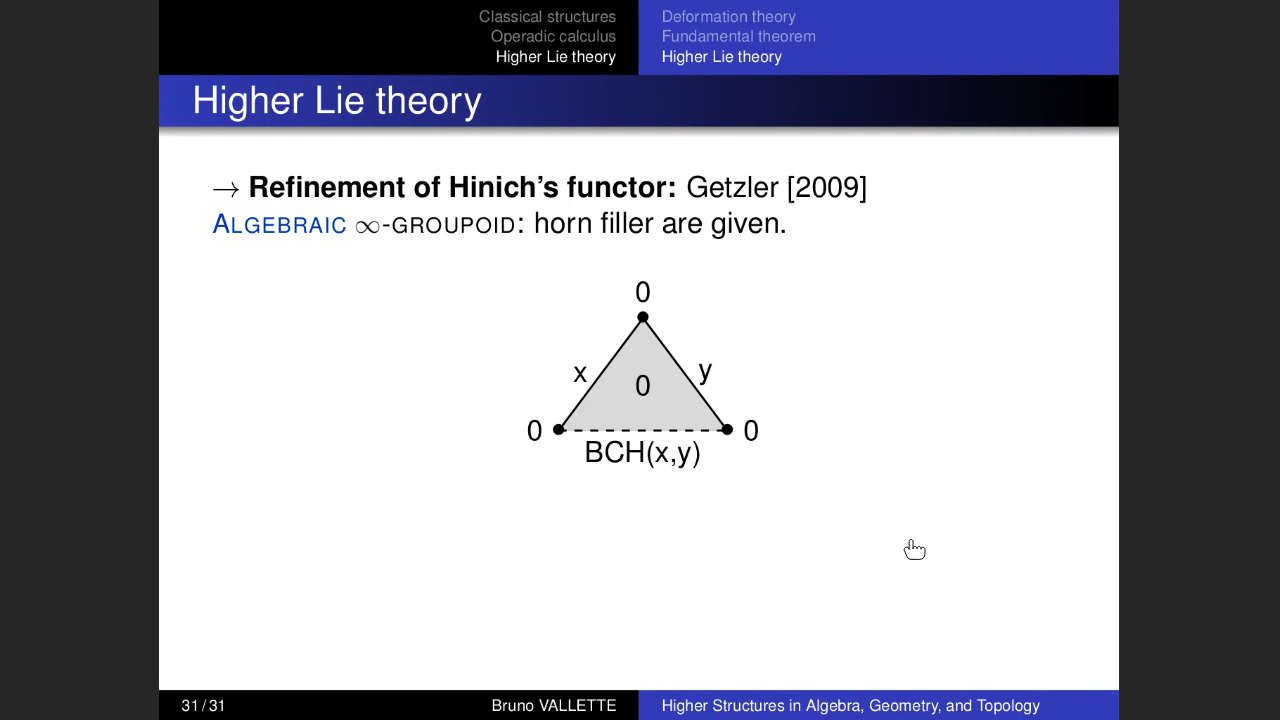 Classical structures
Operadic calculus
Higher Lie theory
Deformation theory
Fundamental theorem
Higher Lie theory
Higher Lie theory
→ Refinement of Hinich's functor: Getzler [2009]
ALGEBRAIC ∞-GROUPOID: horn filler are given.
0
x
y
0
0
0
BCH(x,y)
31/31
Bruno VALLETTE
Higher Structures in Algebra, Geometry, and Topology